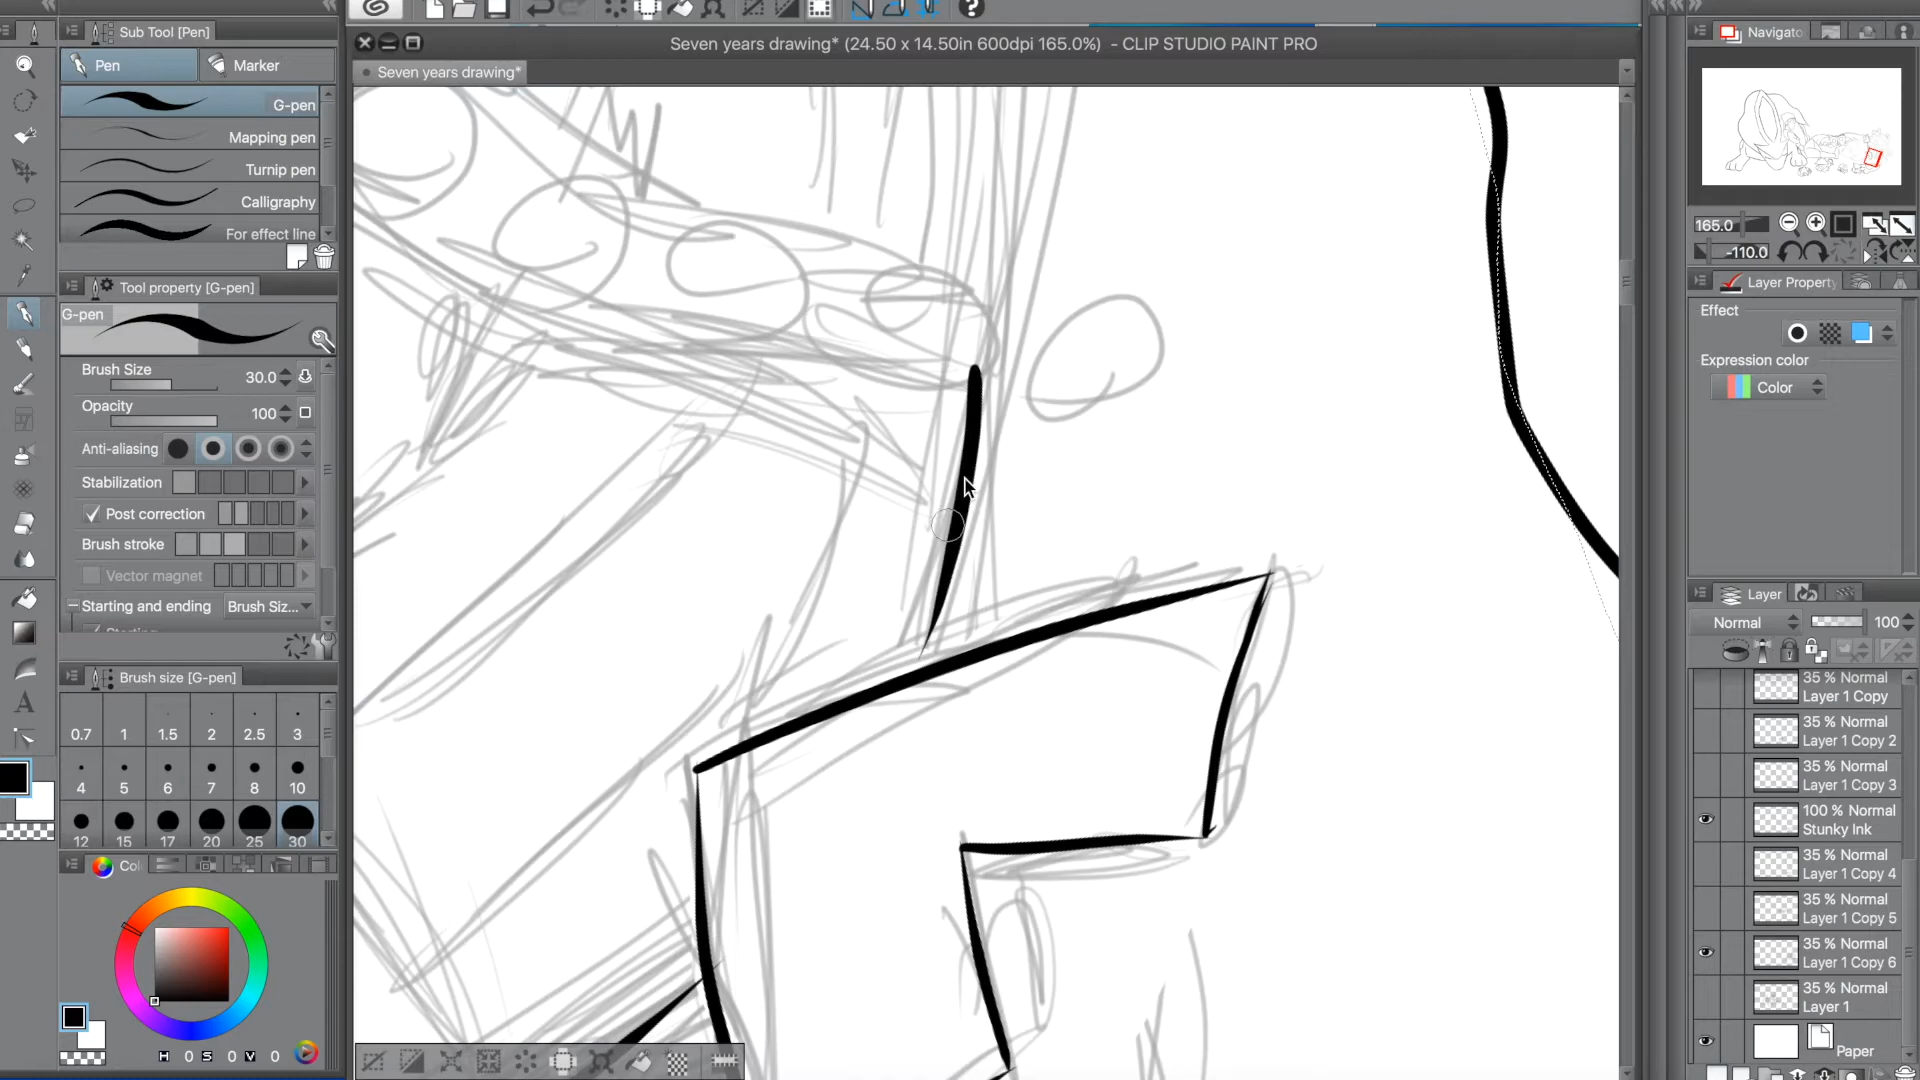 Sub Tool [Pen]
Pen
Marker
G-pen
Mapping pen
Turnip pen
Calligraphy
For effect line
Tool property [G-pen]
G-pen
Brush Size
30.0
Opacity
100
Anti-aliasing
Stabilization
Post correction
Brush stroke
Vector magnet
Starting and ending
Brush Siz...
Brush size [G-pen]
0.7 1 1.5 2 2.5 3
4 5 6 7 8 10
12 15 17 20 25 30
Col
H 0 S 0 V 0
Seven years drawing* (24.50 x 14.50in 600dpi 165.0%) - CLIP STUDIO PAINT PRO
Seven years drawing*
Navigato
165.0
-110.0
Layer Property
Effect
Expression color
Color
Layer
Normal
100
35 % Normal
Layer 1 Copy
35 % Normal
Layer 1 Copy 2
35 % Normal
Layer 1 Copy 3
100 % Normal
Stunky Ink
35 % Normal
Layer 1 Copy 4
35 % Normal
Layer 1 Copy 5
35 % Normal
Layer 1 Copy 6
35 % Normal
Layer 1
Paper